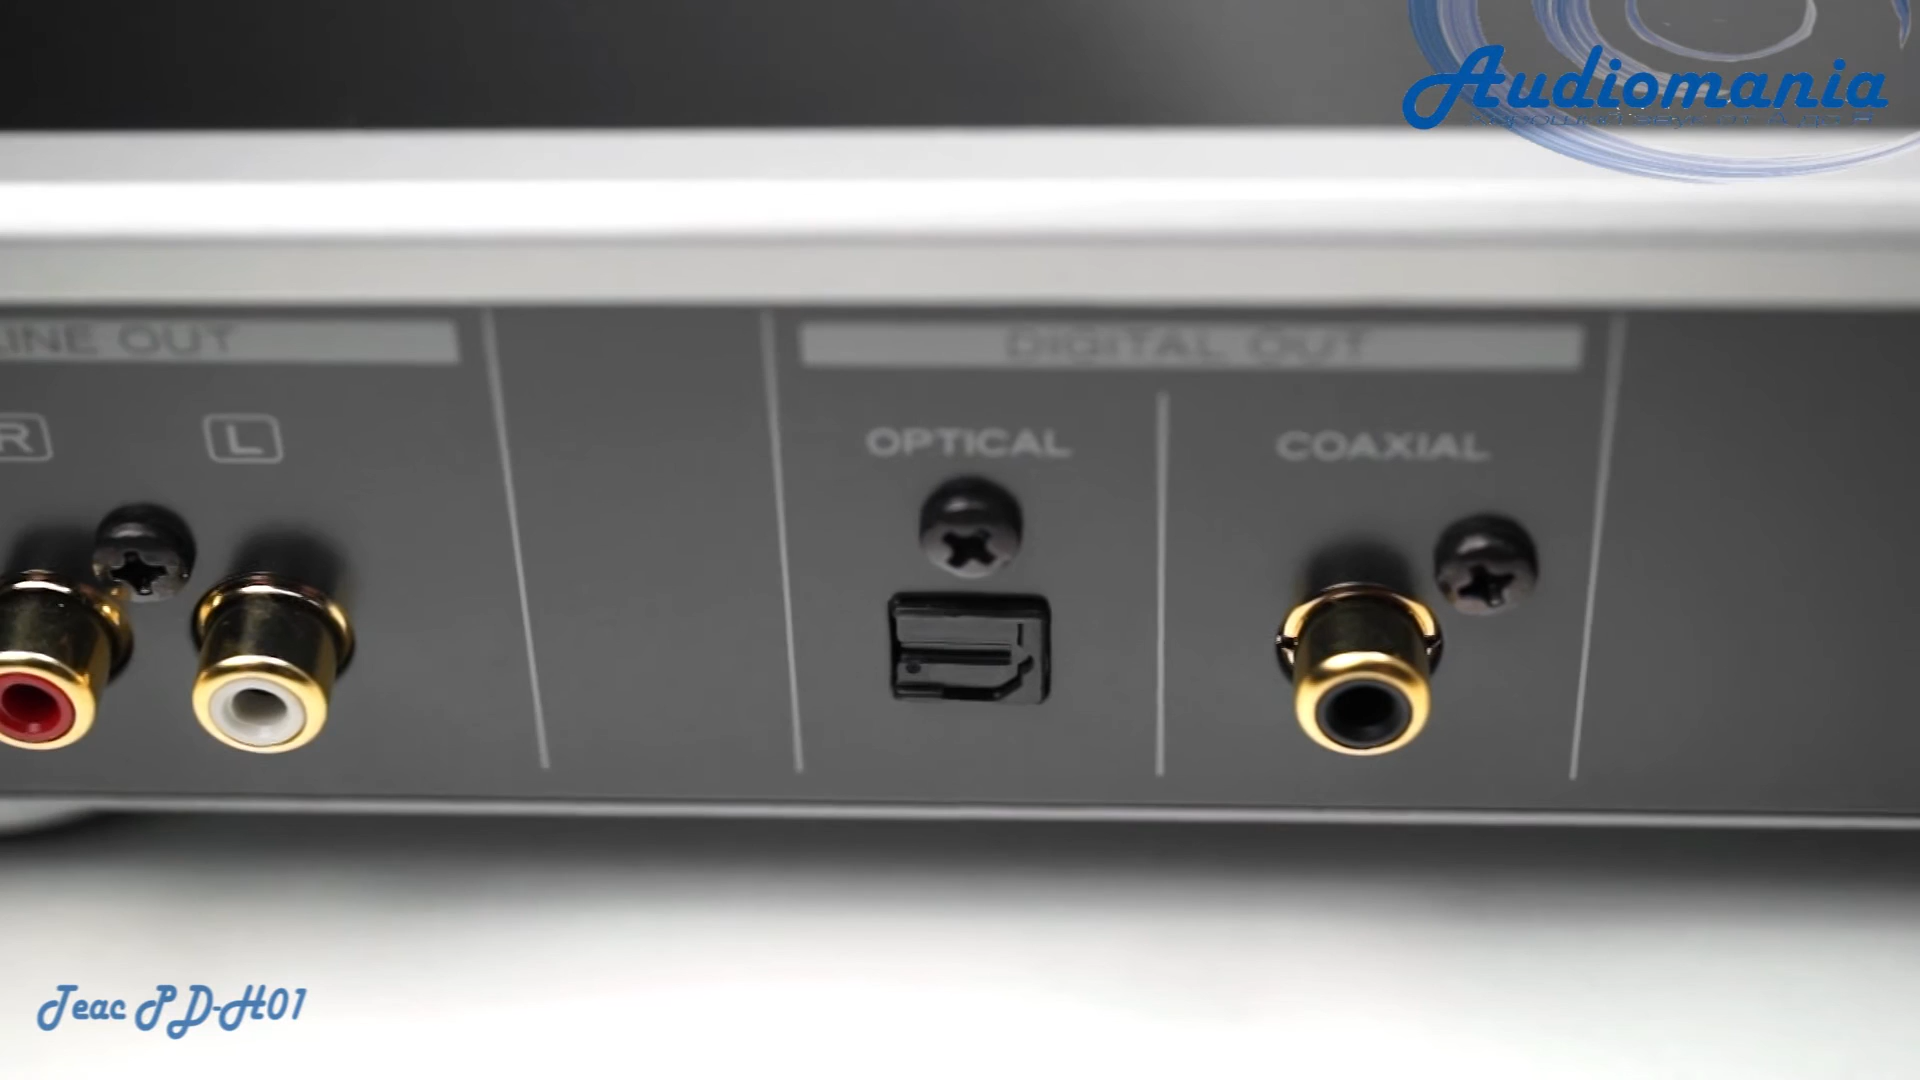 Audiomania
LINE OUT
DIGITAL OUT
R
L
OPTICAL
COAXIAL
Teac PD-H01